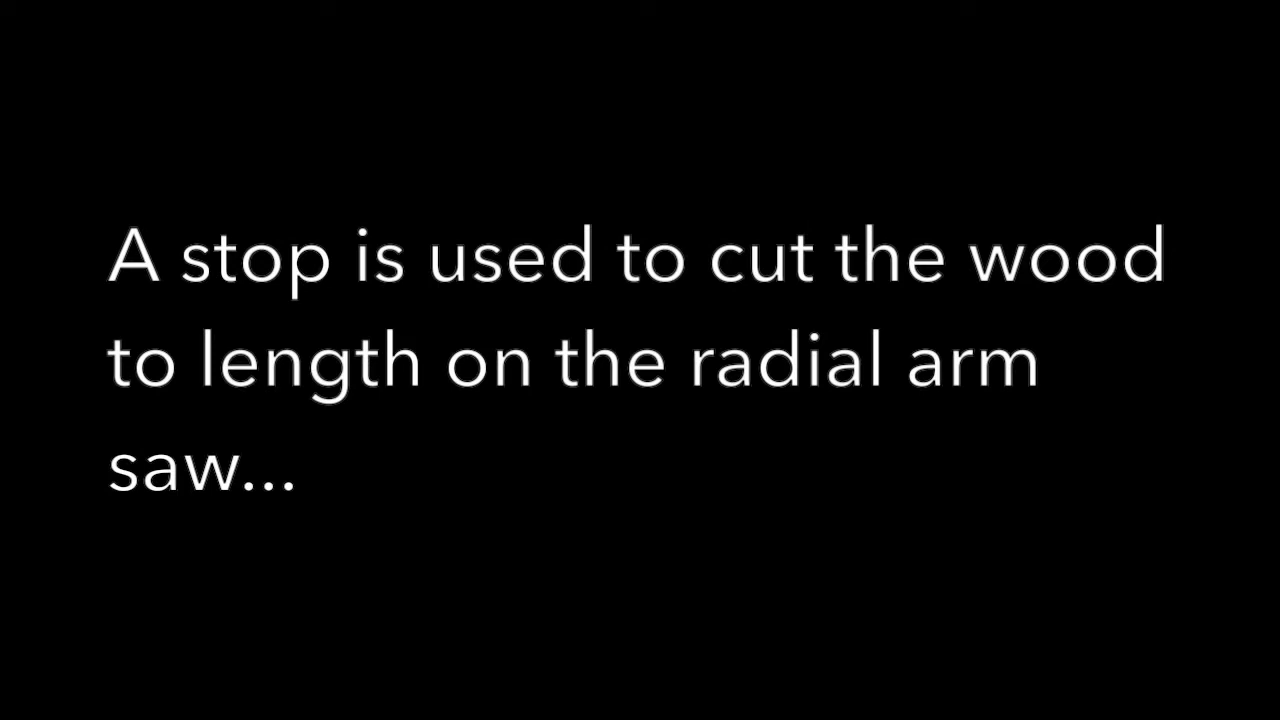 A stop is used to cut the wood
to length on the radial arm
saw...